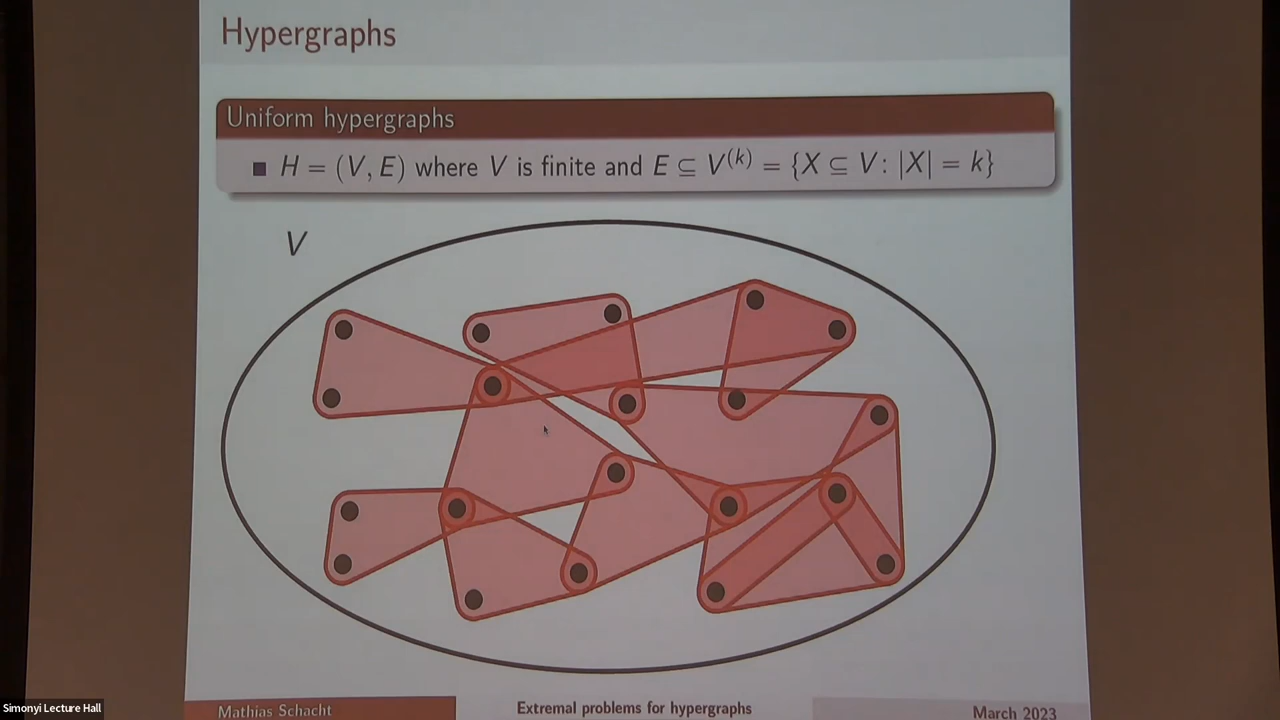 Hypergraphs
Uniform hypergraphs
H = (V, E) where V is finite and E ⊆ V^(k) = {X ⊆ V : |X| = k}
V
Mathias Schacht
Extremal problems for hypergraphs
March 2023
Simonyi Lecture Hall